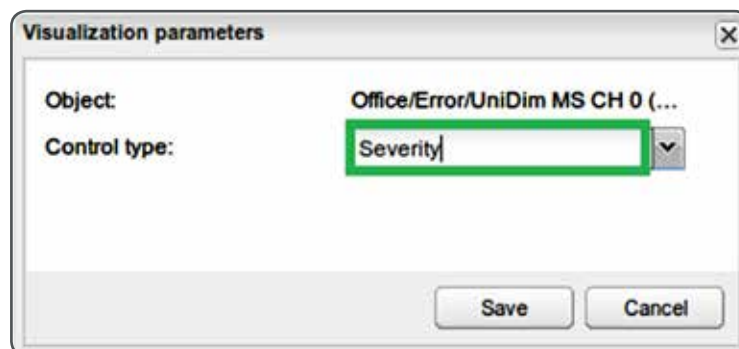 Visualization parameters
Object: Office/Error/UniDim MS CH 0 (...
Control type: Severity
Save Cancel